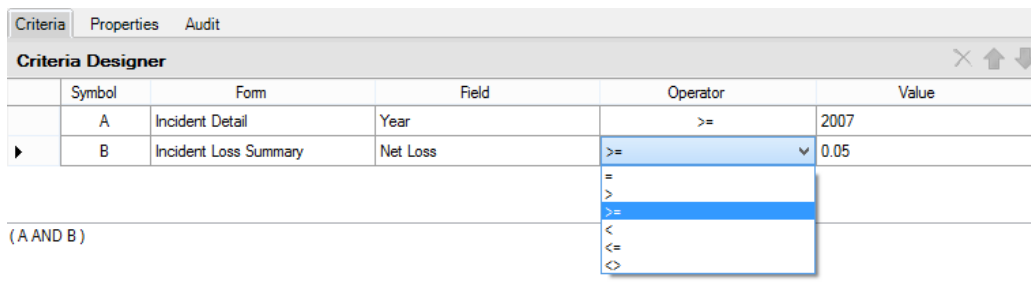 Criteria Properties Audit
Criteria Designer
Symbol Form Field Operator Value
A Incident Detail Year >= 2007
B Incident Loss Summary Net Loss >= 0.05
=
>
>=
<
<=
<>
( A AND B )